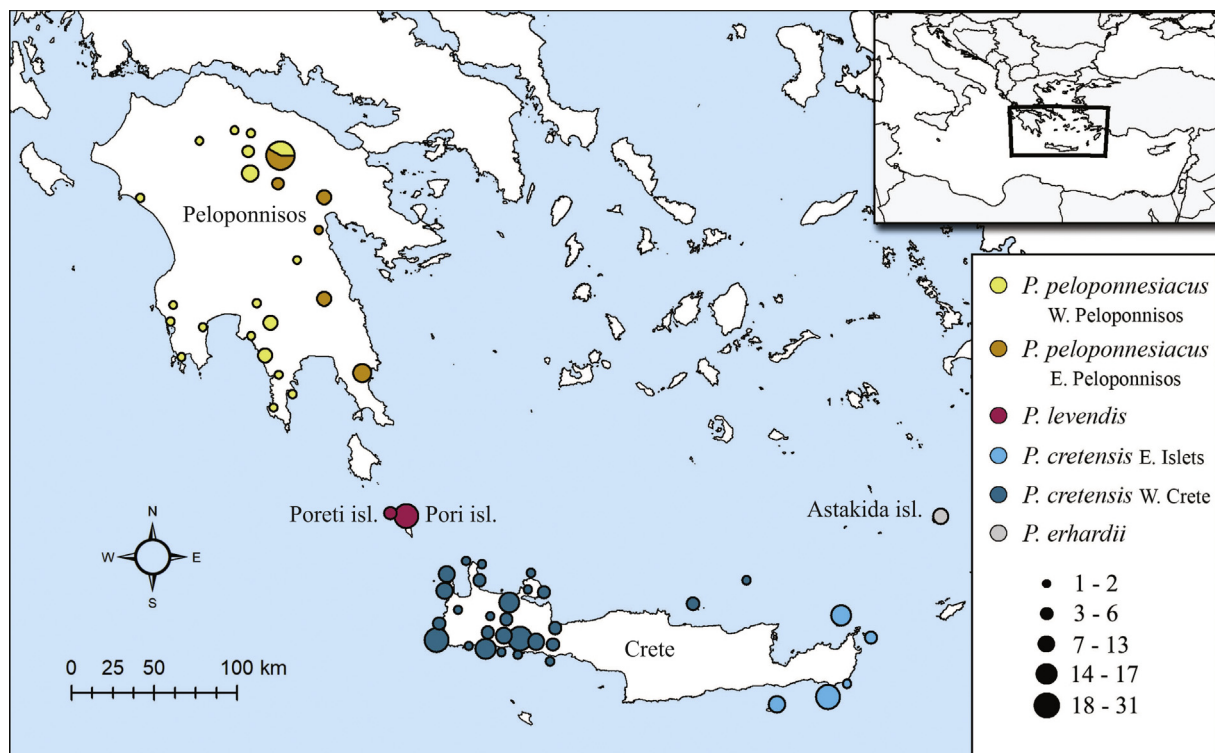 Peloponnisos
Poreti isl.
Pori isl.
Astakida isl.
Crete
N
W
E
S
0 25 50 100 km
P. peloponnesiacus
W. Peloponnisos
P. peloponnesiacus
E. Peloponnisos
P. levendis
P. cretensis E. Islets
P. cretensis W. Crete
P. erhardii
1 - 2
3 - 6
7 - 13
14 - 17
18 - 31